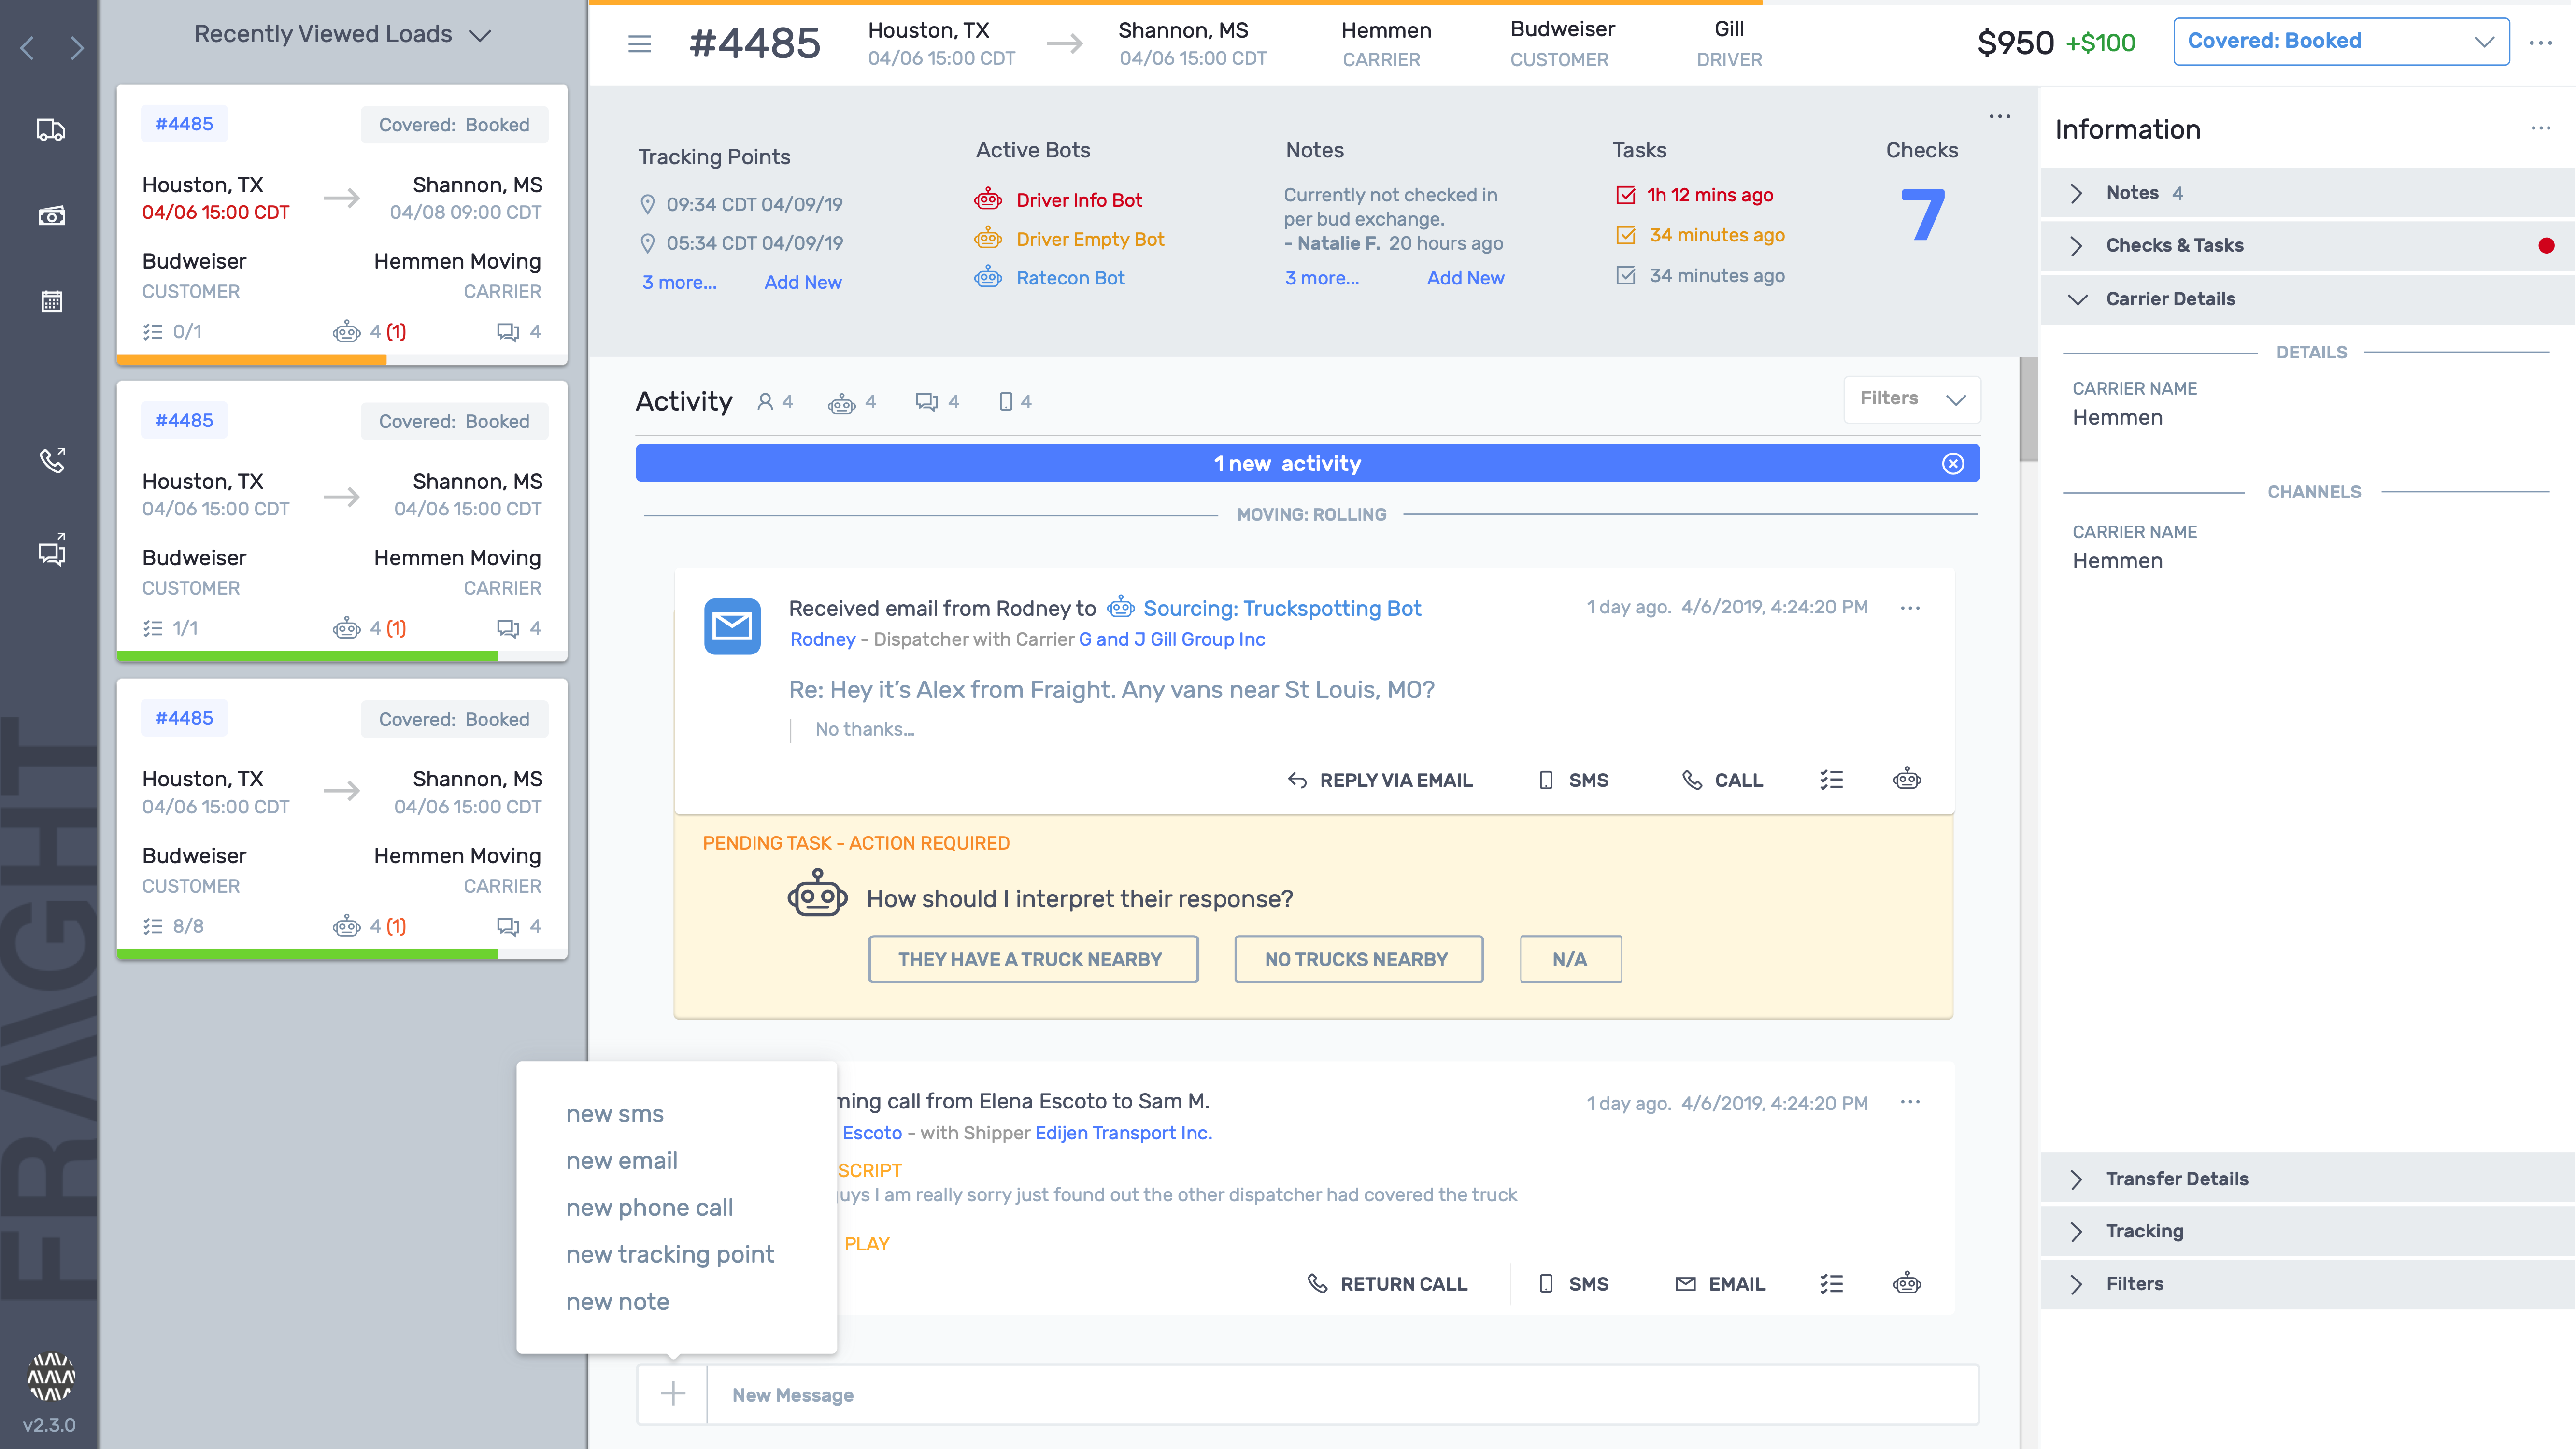 Recently Viewed Loads
#4485
Covered: Booked
Houston, TX
Shannon, MS
04/06 15:00 CDT
04/08 09:00 CDT
Budweiser
Hemmen Moving
CUSTOMER
CARRIER
0/1
4 (1)
4
#4485
Covered: Booked
Houston, TX
Shannon, MS
04/06 15:00 CDT
04/06 15:00 CDT
Budweiser
Hemmen Moving
CUSTOMER
CARRIER
1/1
4 (1)
4
#4485
Covered: Booked
Houston, TX
Shannon, MS
04/06 15:00 CDT
04/06 15:00 CDT
Budweiser
Hemmen Moving
CUSTOMER
CARRIER
8/8
4 (1)
4
FRAIGHT
v2.3.0
#4485
Houston, TX
04/06 15:00 CDT
Shannon, MS
04/06 15:00 CDT
Hemmen
CARRIER
Budweiser
CUSTOMER
Gill
DRIVER
$950 +$100
Covered: Booked
Tracking Points
09:34 CDT 04/09/19
05:34 CDT 04/09/19
3 more...
Add New
Active Bots
Driver Info Bot
Driver Empty Bot
Ratecon Bot
Notes
Currently not checked in
per bud exchange.
- Natalie F. 20 hours ago
3 more...
Add New
Tasks
1h 12 mins ago
34 minutes ago
34 minutes ago
Checks
7
Activity
4
4
4
4
Filters
1 new activity
MOVING: ROLLING
Received email from Rodney to Sourcing: Truckspotting Bot
1 day ago. 4/6/2019, 4:24:20 PM
Rodney - Dispatcher with Carrier G and J Gill Group Inc
Re: Hey it's Alex from Fraight. Any vans near St Louis, MO?
No thanks...
REPLY VIA EMAIL
SMS
CALL
PENDING TASK - ACTION REQUIRED
How should I interpret their response?
THEY HAVE A TRUCK NEARBY
NO TRUCKS NEARBY
N/A
ming call from Elena Escoto to Sam M.
1 day ago. 4/6/2019, 4:24:20 PM
Escoto - with Shipper Edijen Transport Inc.
SCRIPT
uys I am really sorry just found out the other dispatcher had covered the truck
PLAY
RETURN CALL
SMS
EMAIL
new sms
new email
new phone call
new tracking point
new note
New Message
Information
Notes 4
Checks & Tasks
Carrier Details
DETAILS
CARRIER NAME
Hemmen
CHANNELS
CARRIER NAME
Hemmen
Transfer Details
Tracking
Filters